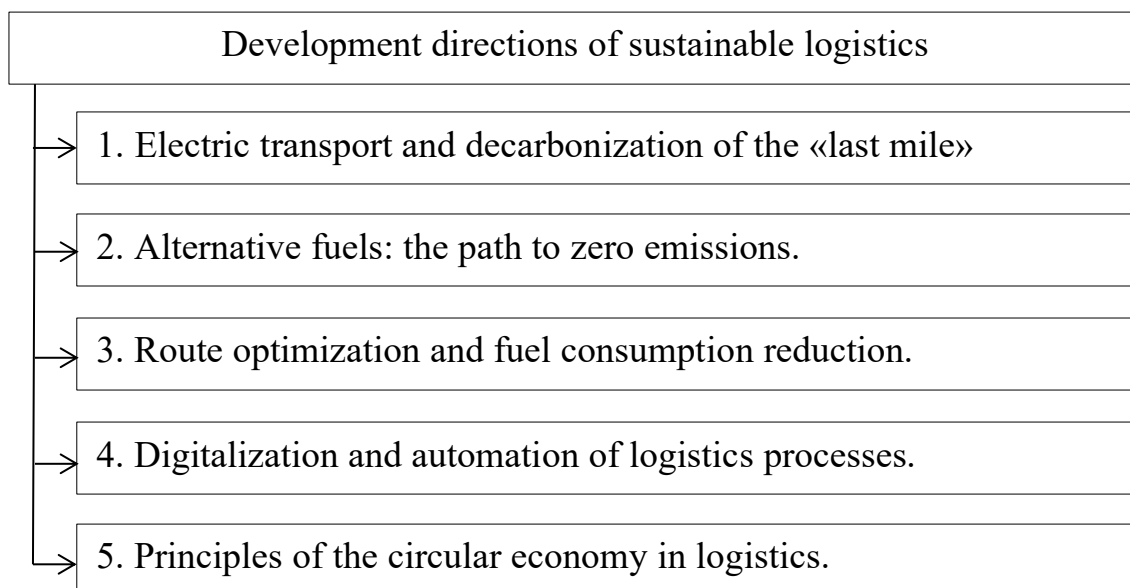 Development directions of sustainable logistics
1. Electric transport and decarbonization of the «last mile»
2. Alternative fuels: the path to zero emissions.
3. Route optimization and fuel consumption reduction.
4. Digitalization and automation of logistics processes.
5. Principles of the circular economy in logistics.